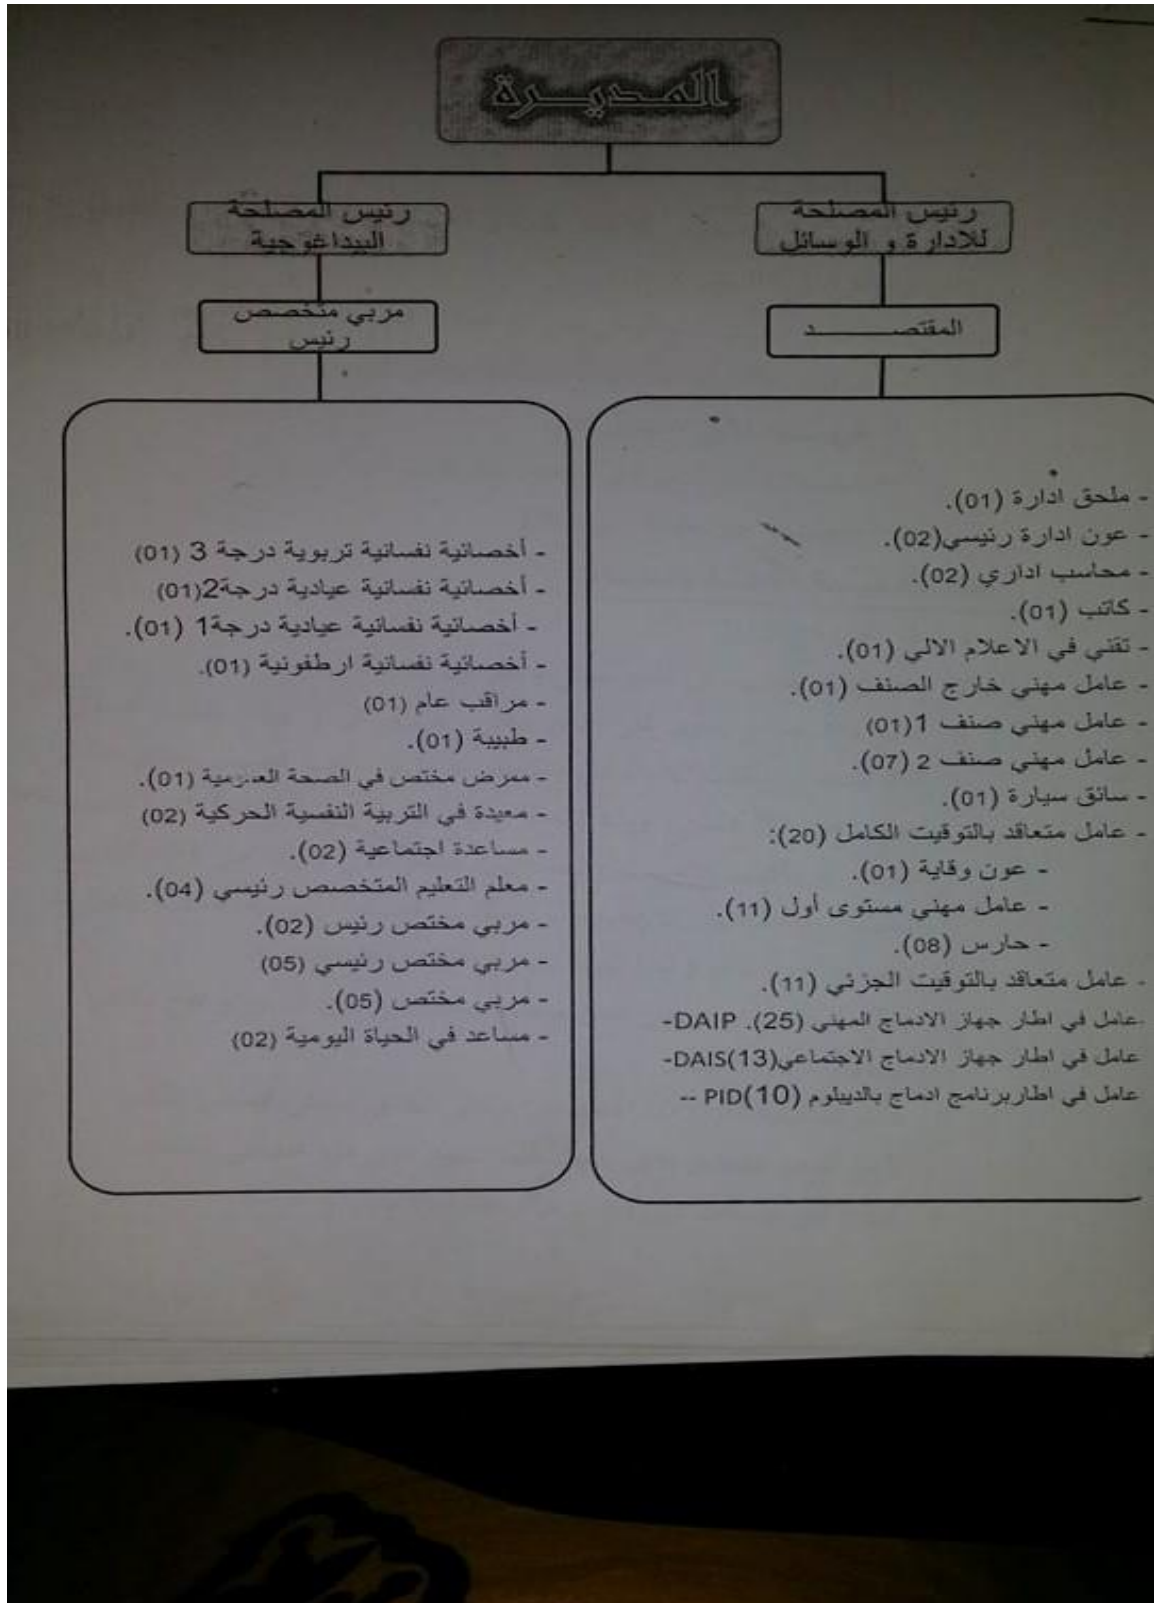 المديرة
رئيس المصلحة
للادارة و الوسائل
المقتصد
- ملحق ادارة (01).
- عون ادارة رئيسي(02).
- محاسب اداري (02).
- كاتب (01).
- تقني في الاعلام الالي (01).
- عامل مهني خارج الصنف (01).
- عامل مهني صنف 1(01)
- عامل مهني صنف 2 (07).
- سائق سيارة (01).
- عامل متعاقد بالتوقيت الكامل (20):
- عون وقاية (01).
- عامل مهني مستوى أول (11).
- حارس (08).
- عامل متعاقد بالتوقيت الجزئي (11).
عامل في اطار جهاز الادماج المهني (25). DAIP-
عامل في اطار جهاز الادماج الاجتماعي(13)DAIS-
عامل في اطاربرنامج ادماج بالديبلوم (10)PID --
رئيس المصلحة
البيداغوجية
مربي متخصص
رئيس
- أخصائية نفسانية تربوية درجة 3 (01)
- أخصائية نفسانية عيادية درجة2(01)
- أخصائية نفسانية عيادية درجة1 (01).
- أخصائية نفسانية ارطفونية (01).
- مراقب عام (01)
- طبيبة (01).
- ممرض مختص في الصحة العمومية (01).
- معيدة في التربية النفسية الحركية (02)
- مساعدة اجتماعية (02).
- معلم التعليم المتخصص رئيسي (04).
- مربي مختص رئيس (02).
- مربي مختص رئيسي (05)
- مربي مختص (05).
- مساعد في الحياة اليومية (02)